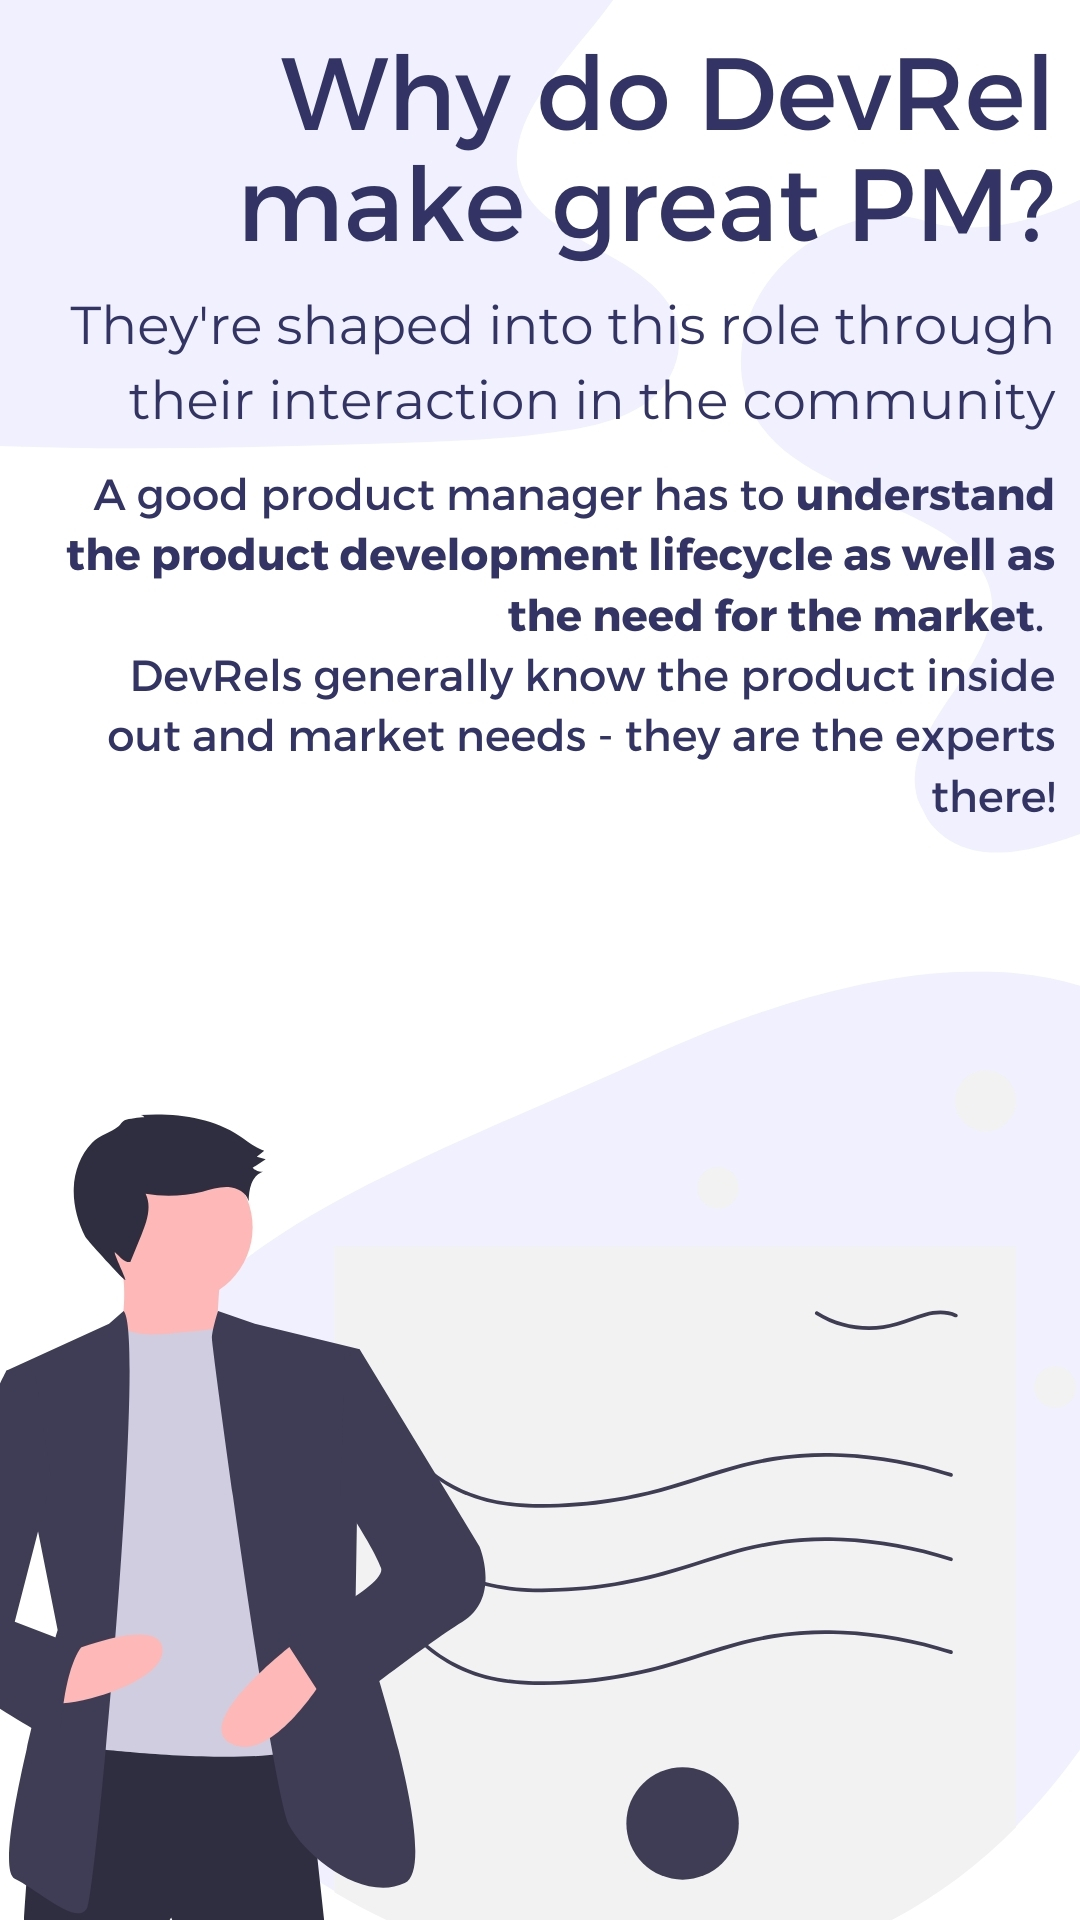 Why do DevRel
make great PM?
They're shaped into this role through
their interaction in the community
A good product manager has to understand
the product development lifecycle as well as
the need for the market.
DevRels generally know the product inside
out and market needs - they are the experts
there!